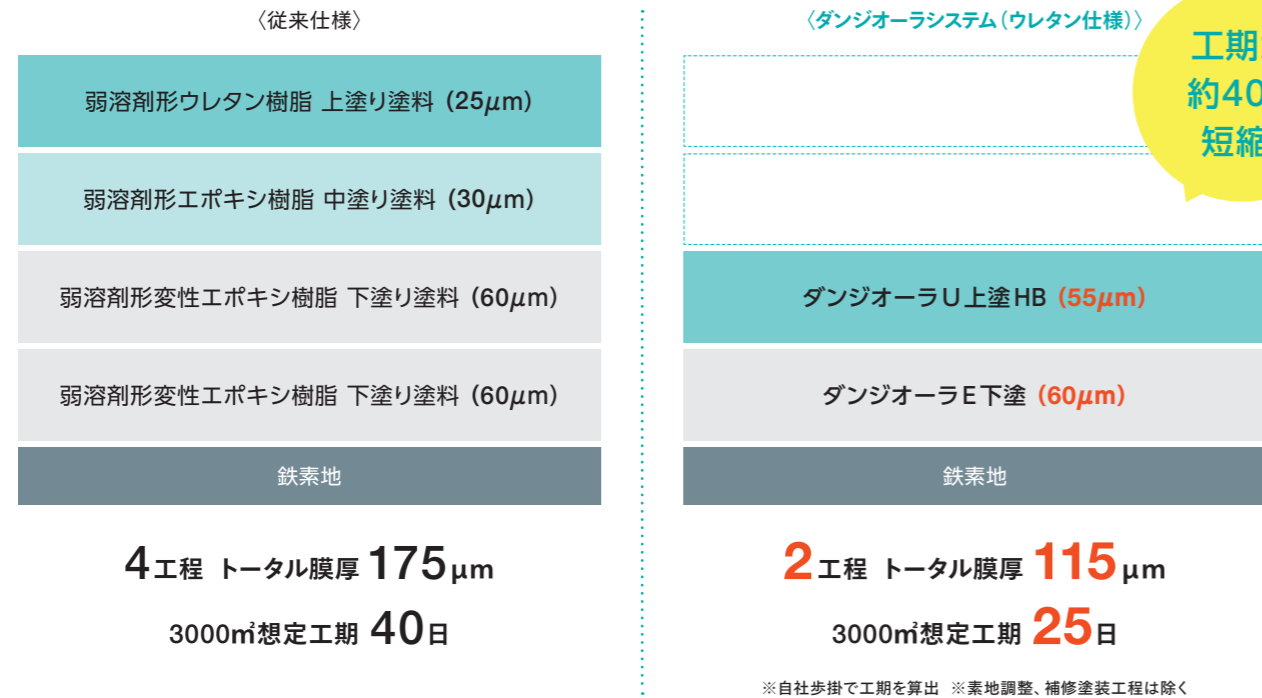 〈従来仕様〉
弱溶剤形ウレタン樹脂 上塗り塗料（25μm）
弱溶剤形エポキシ樹脂 中塗り塗料（30μm）
弱溶剤形変性エポキシ樹脂 下塗り塗料（60μm）
弱溶剤形変性エポキシ樹脂 下塗り塗料（60μm）
鉄素地
4工程 トータル膜厚 175μm
3000㎡想定工期 40日
〈ダンジオーラシステム（ウレタン仕様）〉
工期
約40
短縮
ダンジオーラU上塗HB（55μm）
ダンジオーラE下塗（60μm）
鉄素地
2工程 トータル膜厚 115μm
3000㎡想定工期 25日
※自社歩掛で工期を算出 ※素地調整、補修塗装工程は除く